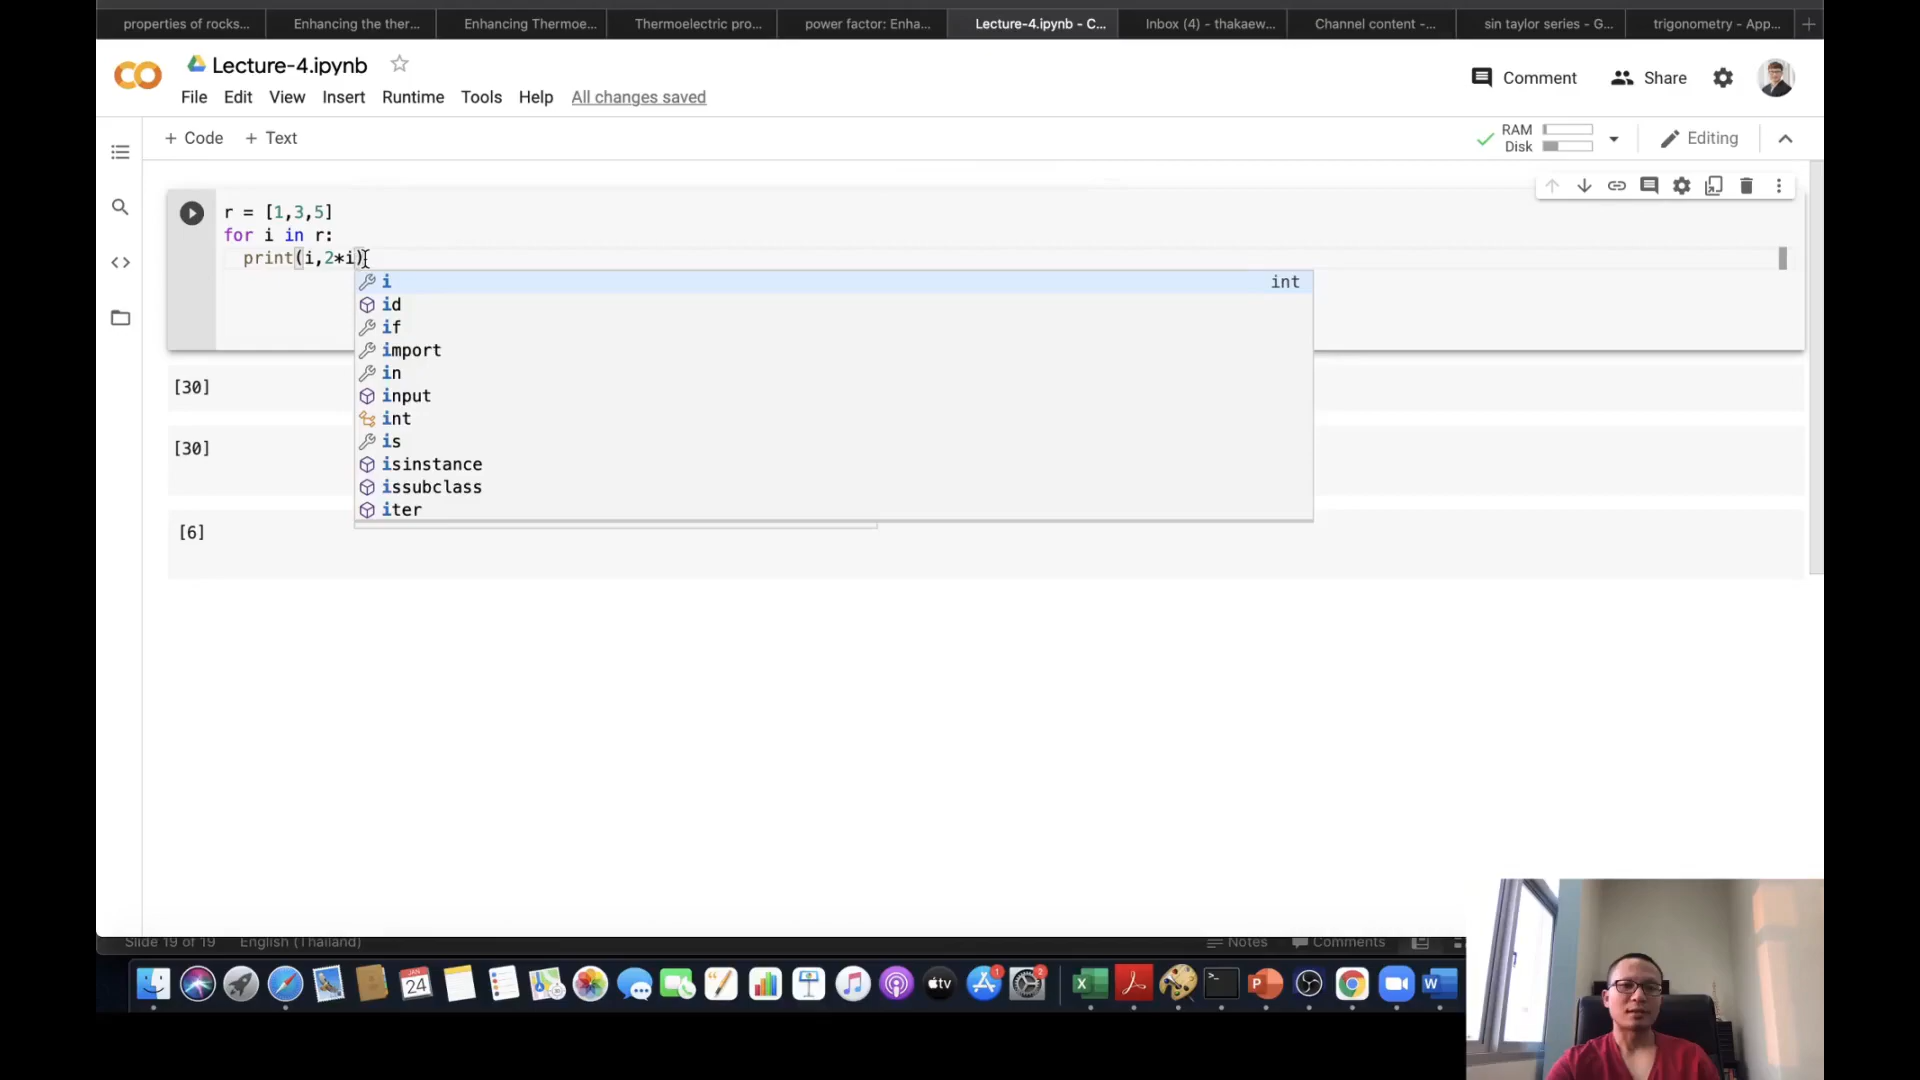 properties of rocks...
Enhancing the ther...
Enhancing Thermoe...
Thermoelectric pro...
power factor: Enha...
Lecture-4.ipynb - C...
Inbox (4) - thakaew...
Channel content -...
sin taylor series - G...
trigonometry - App...
CO
Lecture-4.ipynb
Comment
Share
File Edit View Insert Runtime Tools Help All changes saved
+ Code + Text
RAM
Disk
Editing
r = [1,3,5]
for i in r:
print(i,2*i)
i int
id
if
import
in
input
int
is
isinstance
issubclass
iter
[30]
[30]
[6]
Slide 19 of 19 English (Thailand)
Notes Comments
JAN
24
tv
1
2
X
>_
P
W